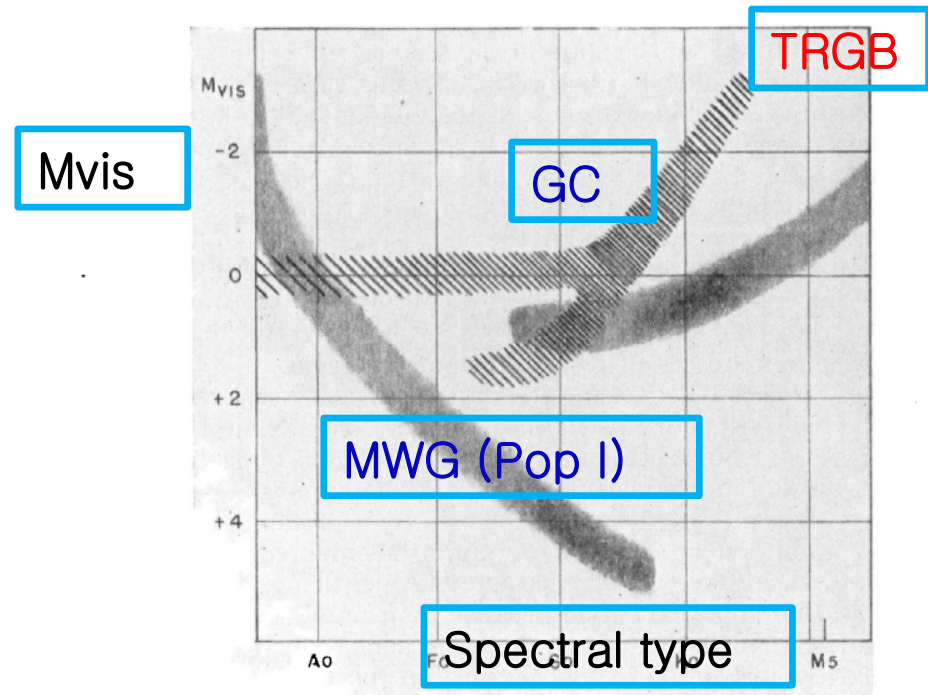 TRGB
MVIS
-2
Mvis
GC
0
+2
MWG (Pop I)
+4
Spectral type
A0 M5